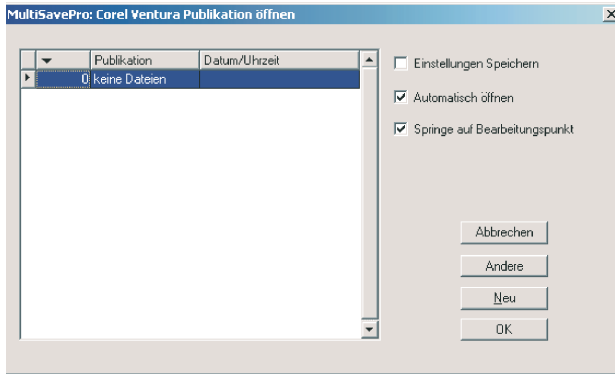 MultiSavePro: Corel Ventura Publikation öffnen
Publikation Datum/Uhrzeit
0 keine Dateien
Einstellungen Speichern
Automatisch öffnen
Springe auf Bearbeitungspunkt
Abbrechen
Andere
Neu
OK